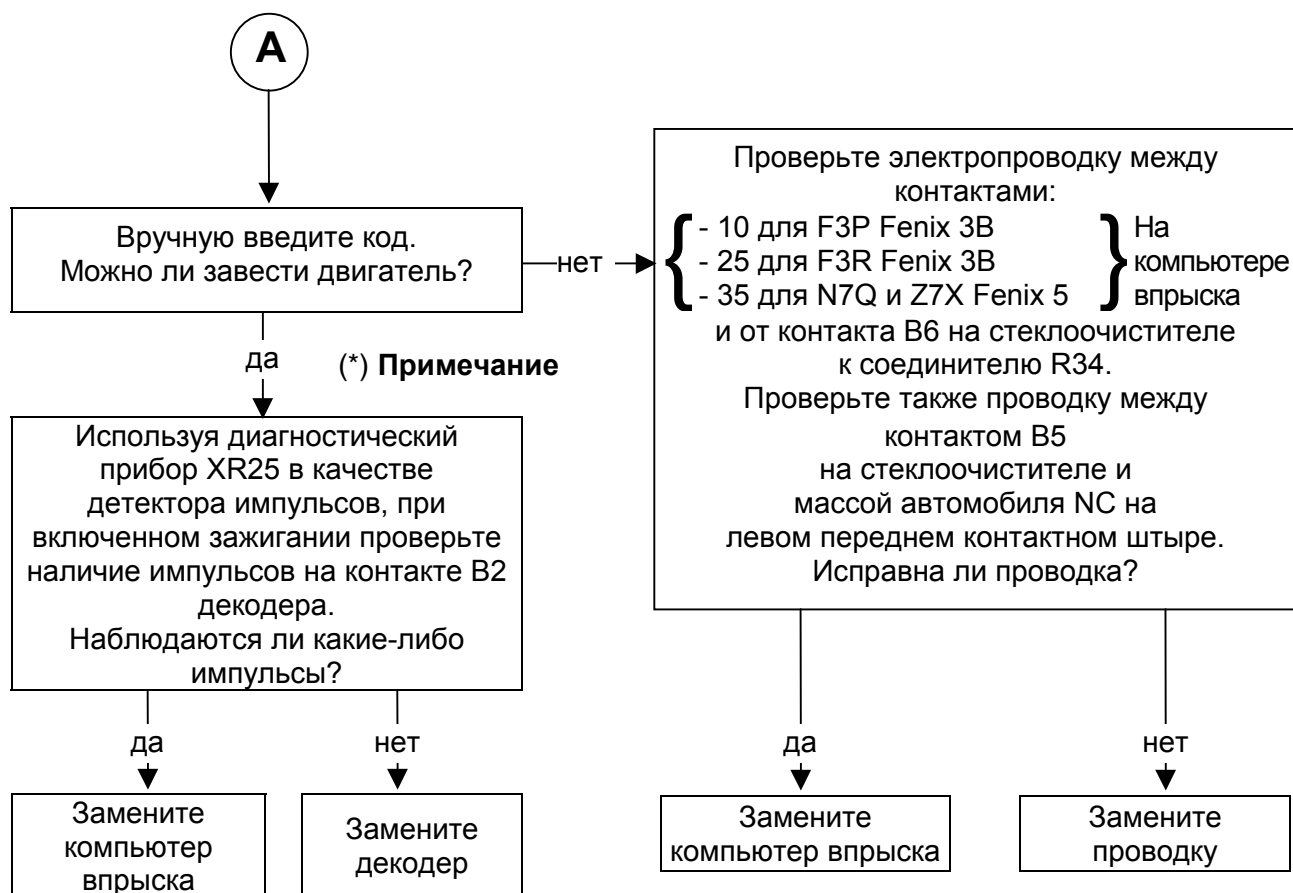 A
Вручную введите код.
Можно ли завести двигатель?
нет
Проверьте электропроводку между
контактами:
- 10 для F3P Fenix 3B
- 25 для F3R Fenix 3B
- 35 для N7Q и Z7X Fenix 5
На
компьютере
впрыска
и от контакта B6 на стеклоочистителе
к соединителю R34.
Проверьте также проводку между
контактом B5
на стеклоочистителе и
массой автомобиля NC на
левом переднем контактном штыре.
Исправна ли проводка?
да
(*) Примечание
Используя диагностический
прибор XR25 в качестве
детектора импульсов, при
включенном зажигании проверьте
наличие импульсов на контакте B2
декодера.
Наблюдаются ли какие-либо
импульсы?
да
нет
да
нет
Замените
компьютер
впрыска
Замените
декодер
Замените
компьютер впрыска
Замените
проводку